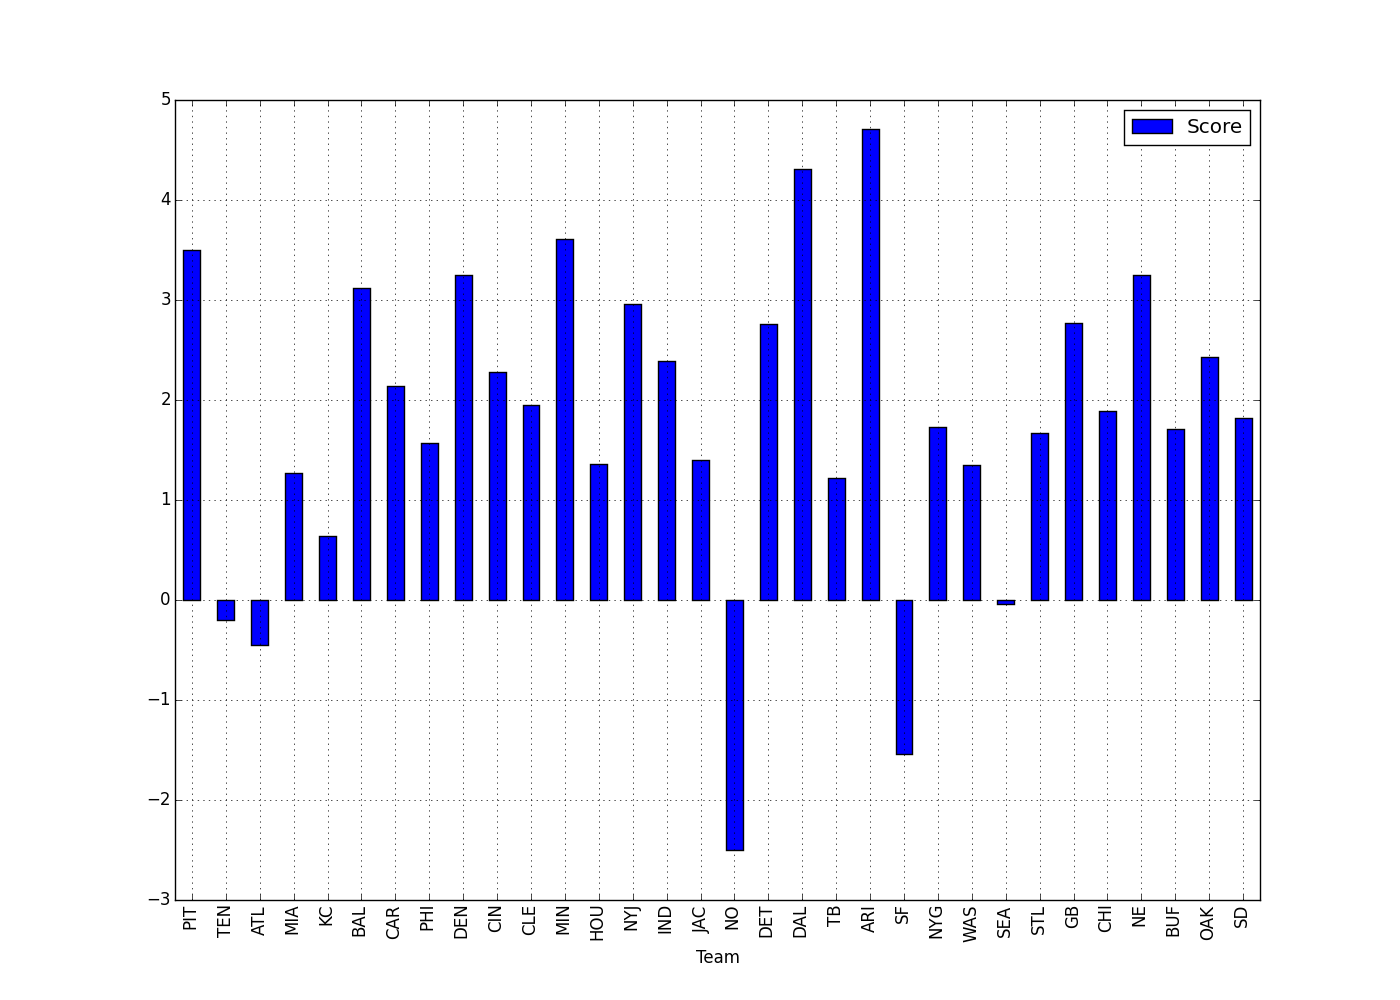 5
4
3
2
1
0
−1
−2
−3
Score
PIT
TEN
ATL
MIA
KC
BAL
CAR
PHI
DEN
CIN
CLE
MIN
HOU
NYJ
IND
JAC
NO
DET
DAL
TB
ARI
SF
NYG
WAS
SEA
STL
GB
CHI
NE
BUF
OAK
SD
Team